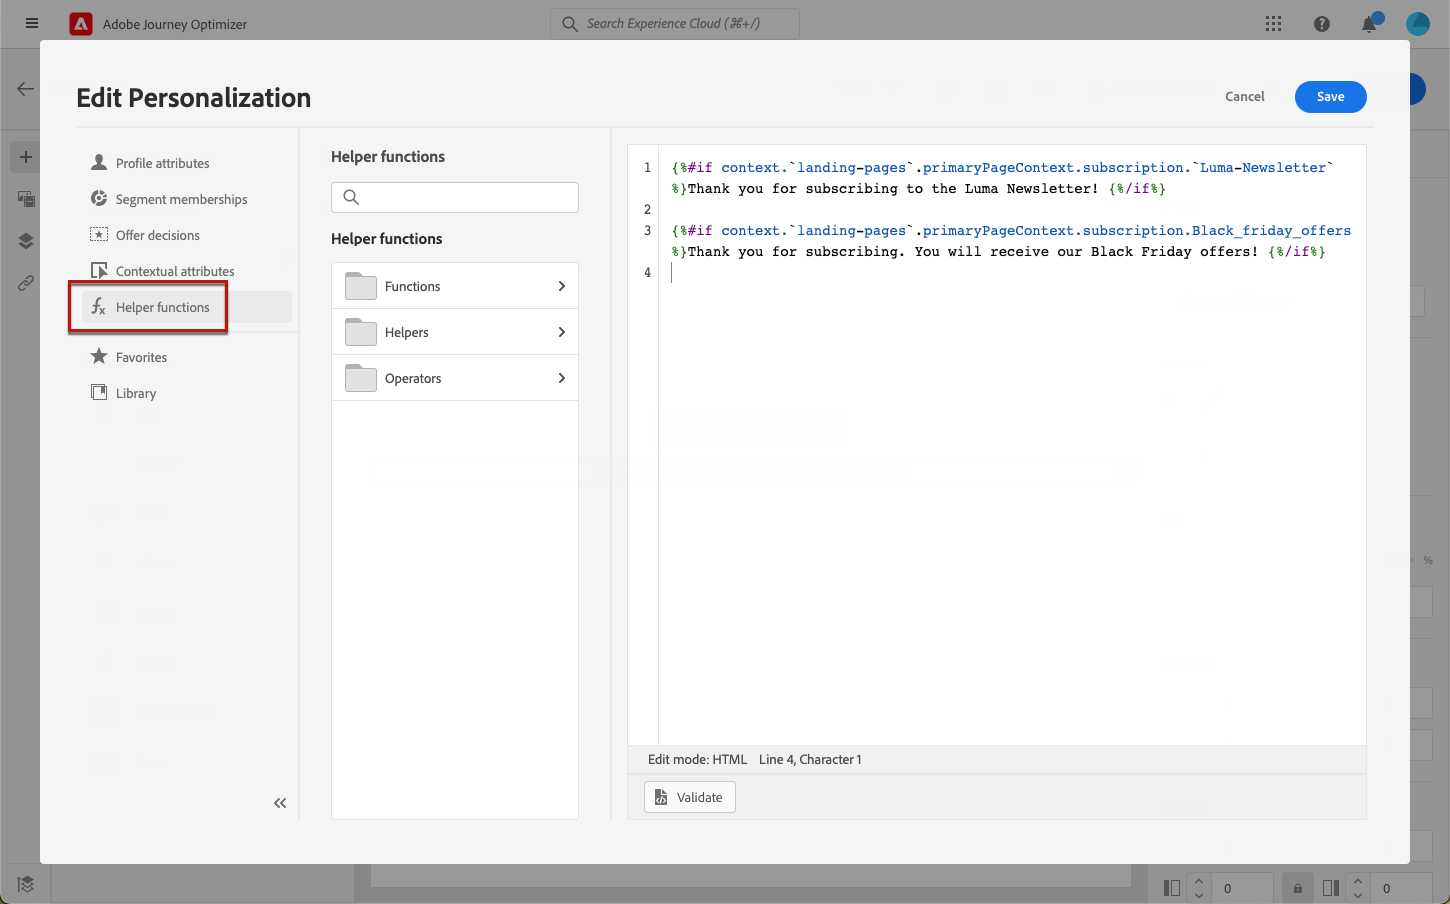 Adobe Journey Optimizer
Search Experience Cloud (⌘+/)
Edit Personalization
Cancel
Save
Profile attributes
Segment memberships
Offer decisions
Contextual attributes
Helper functions
Favorites
Library
Helper functions
Helper functions
Functions
Helpers
Operators
1 {%#if context.`landing-pages`.primaryPageContext.subscription.`Luma-Newsletter`
%}Thank you for subscribing to the Luma Newsletter! {%/if%}
2
3 {%#if context.`landing-pages`.primaryPageContext.subscription.Black_friday_offers
%}Thank you for subscribing. You will receive our Black Friday offers! {%/if%}
4
Edit mode: HTML Line 4, Character 1
Validate
%
0
0